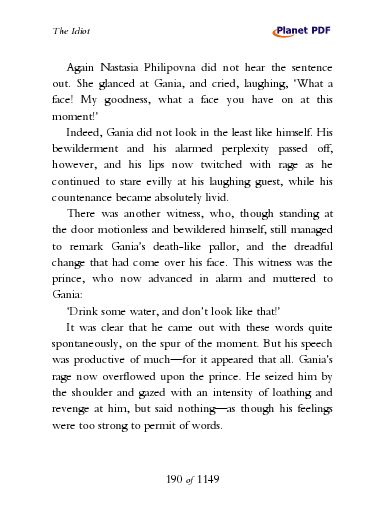 The Idiot
Planet PDF
Again Nastasia Philipovna did not hear the sentence
out. She glanced at Gania, and cried, laughing, 'What a
face! My goodness, what a face you have on at this
moment!'
Indeed, Gania did not look in the least like himself. His
bewilderment and his alarmed perplexity passed off,
however, and his lips now twitched with rage as he
continued to stare evilly at his laughing guest, while his
countenance became absolutely livid.
There was another witness, who, though standing at
the door motionless and bewildered himself, still managed
to remark Gania's death-like pallor, and the dreadful
change that had come over his face. This witness was the
prince, who now advanced in alarm and muttered to
Gania:
'Drink some water, and don't look like that!'
It was clear that he came out with these words quite
spontaneously, on the spur of the moment. But his speech
was productive of much—for it appeared that all. Gania's
rage now overflowed upon the prince. He seized him by
the shoulder and gazed with an intensity of loathing and
revenge at him, but said nothing—as though his feelings
were too strong to permit of words.
190 of 1149